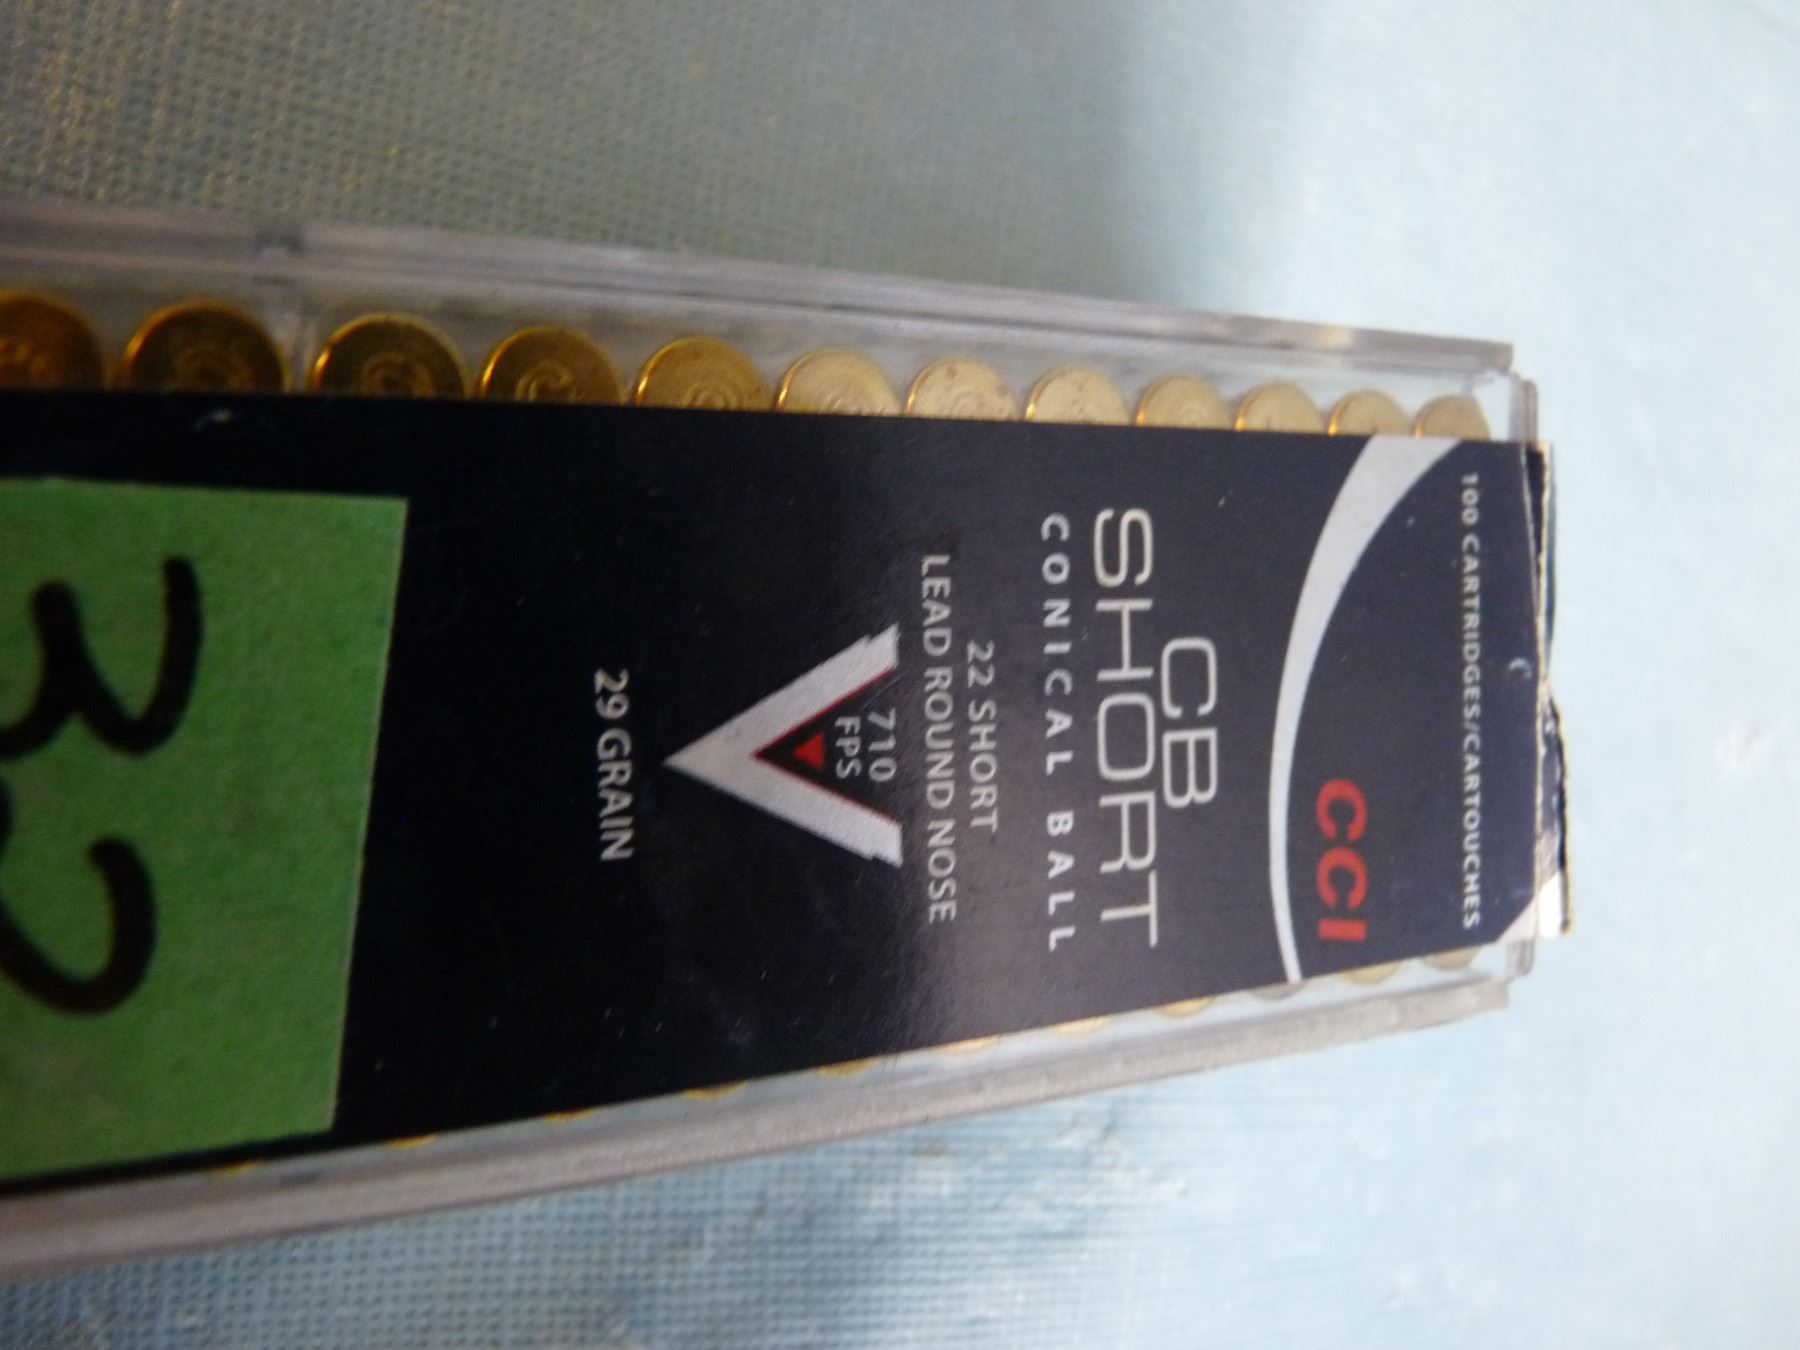 100 CARTRIDGES/CARTOUCHES
CCI
CB
SHORT
CONICAL BALL
22 SHORT
LEAD ROUND NOSE
710
FPS
29 GRAIN